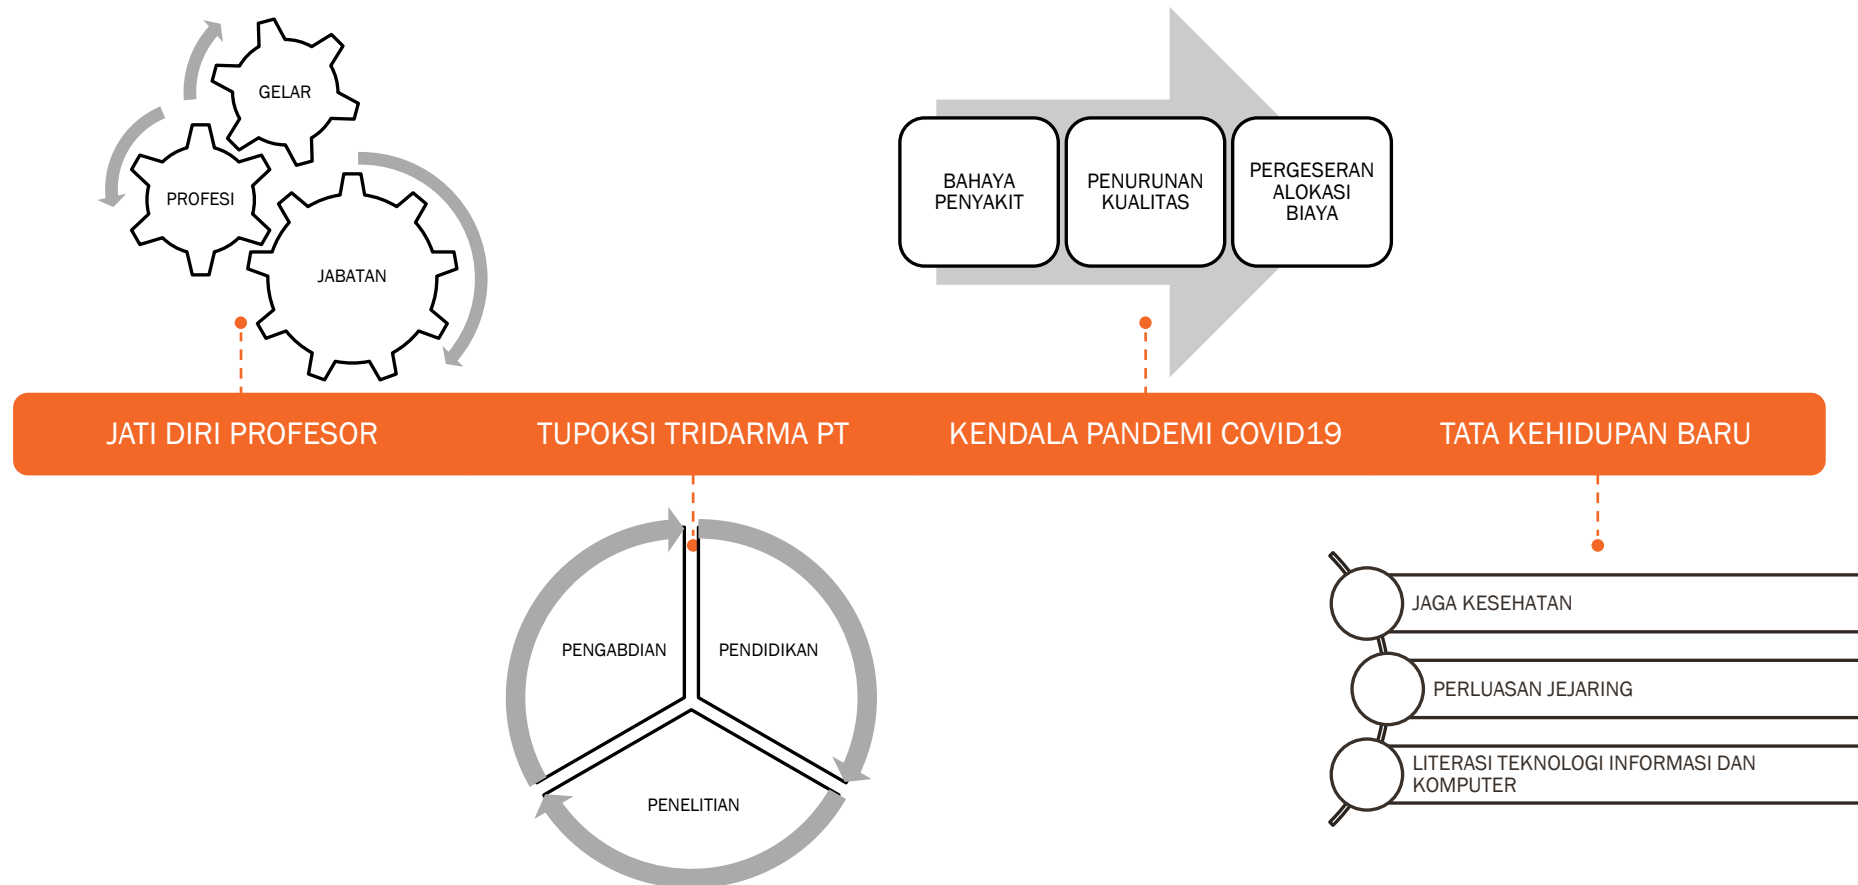 GELAR
PROFESI
JABATAN
BAHAYA
PENYAKIT
PENURUNAN
KUALITAS
PERGESERAN
ALOKASI
BIAYA
JATI DIRI PROFESOR
TUPOKSI TRIDARMA PT
KENDALA PANDEMI COVID19
TATA KEHIDUPAN BARU
PENGABDIAN
PENDIDIKAN
PENELITIAN
JAGA KESEHATAN
PERLUASAN JEJARING
LITERASI TEKNOLOGI INFORMASI DAN
KOMPUTER